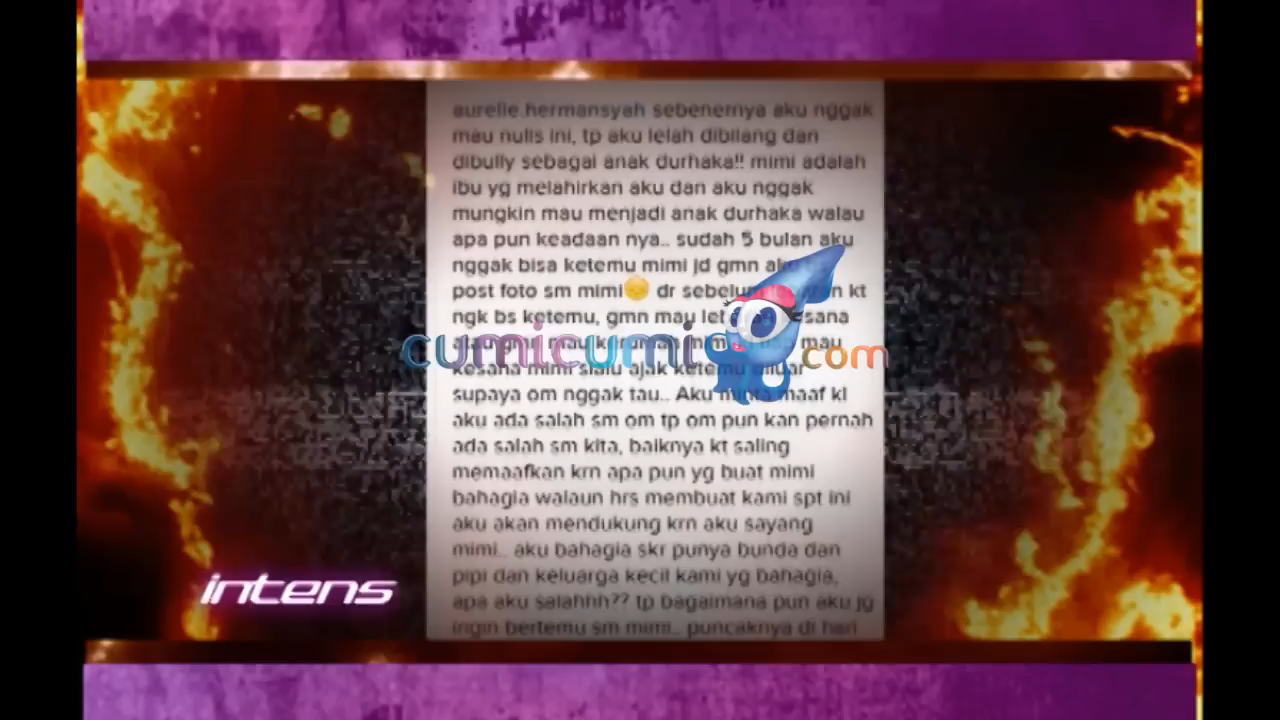 aurelie.hermansyah sebenernya aku nggak
mau nulis ini, tp aku lelah dibilang dan
dibully sebagai anak durhaka!! mimi adalah
ibu yg melahirkan aku dan aku nggak
mungkin mau menjadi anak durhaka walau
apa pun keadaan nya.. sudah 5 bulan aku
nggak bisa ketemu mimi jd gmn
post foto sm mimi😔 dr kt
ngk bs ketemu, gmn mau
mau
cumicumi.com
kesana mimi slalu ajak ketemu diluar
supaya om nggak tau.. Aku minta maaf kl
aku ada salah sm om tp om pun kan pernah
ada salah sm kita, baiknya kt saling
memaafkan krn apa pun yg buat mimi
bahagia walaun hrs membuat kami spt ini
aku akan mendukung krn aku sayang
mimi.. aku bahagia skr punya bunda dan
pipi dan keluarga kecil kami yg bahagia,
apa aku salahhh?? tp bagaimana pun aku jg
ingin bertemu sm mimi.. puncaknya di hari
intens